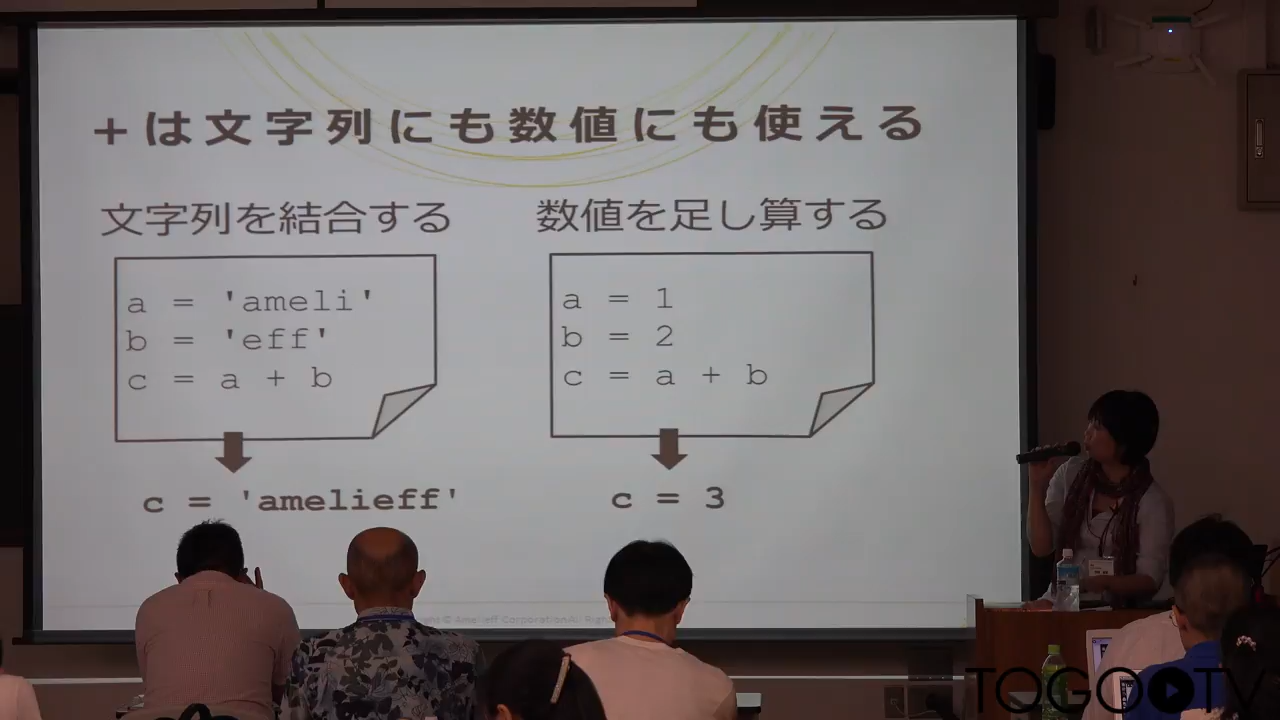 +は文字列にも数値にも使える
文字列を結合する
a = 'ameli'
b = 'eff'
c = a + b
c = 'amelieff'
数値を足し算する
a = 1
b = 2
c = a + b
c = 3
Corporation
TOGOTV